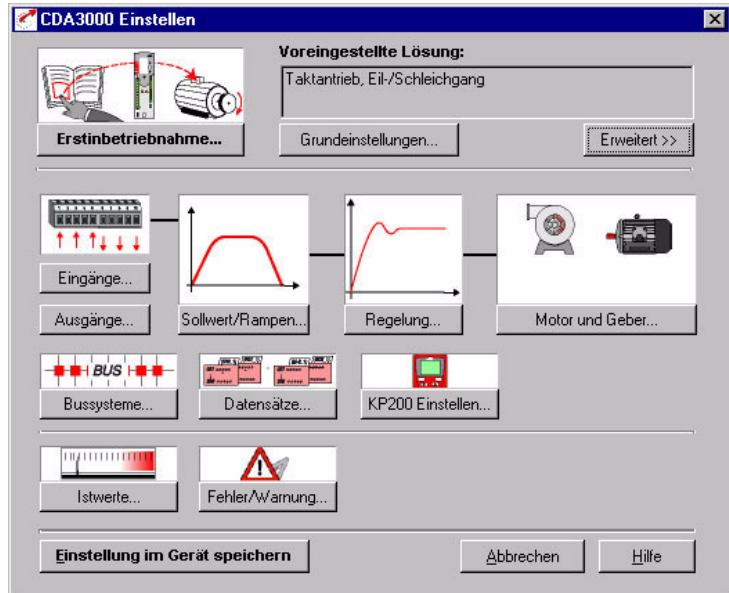 CDA3000 Einstellen
Voreingestellte Lösung:
Taktantrieb, Eil-/Schleichgang
Erstinbetriebnahme...
Grundeinstellungen...
Erweitert >>
Eingänge...
Ausgänge...
Sollwert/Rampen...
Regelung...
Motor und Geber...
BUS
Bussysteme...
Datensätze...
KP200 Einstellen...
Istwerte...
Fehler/Warnung...
Einstellung im Gerät speichern
Abbrechen
Hilfe